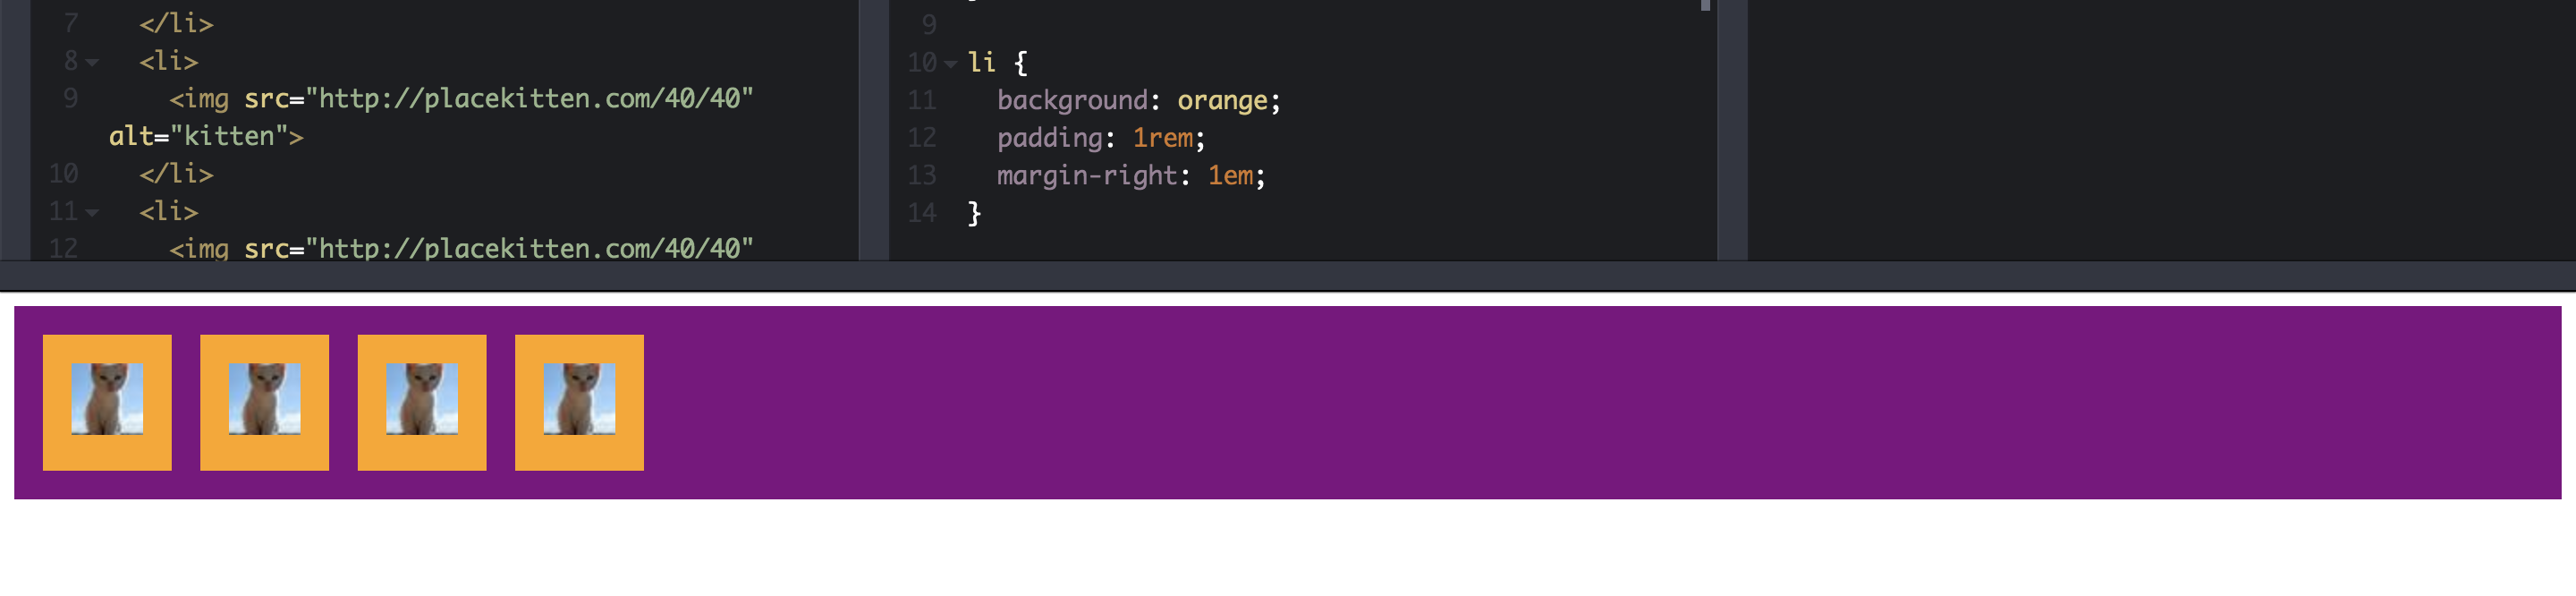 7 </li>
8 <li>
9 <img src="http://placekitten.com/40/40"
alt="kitten">
10 </li>
11 <li>
12 <img src="http://placekitten.com/40/40"
9
10 li {
11 background: orange;
12 padding: 1rem;
13 margin-right: 1em;
14 }